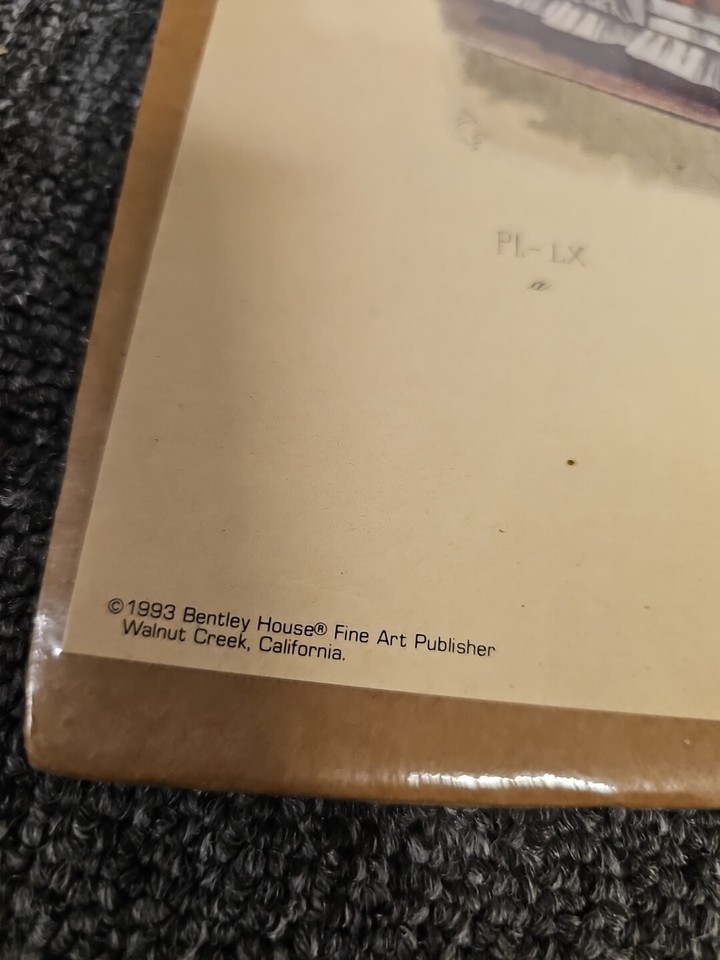 Pl.- LX
a
©1993 Bentley House® Fine Art Publisher
Walnut Creek, California.